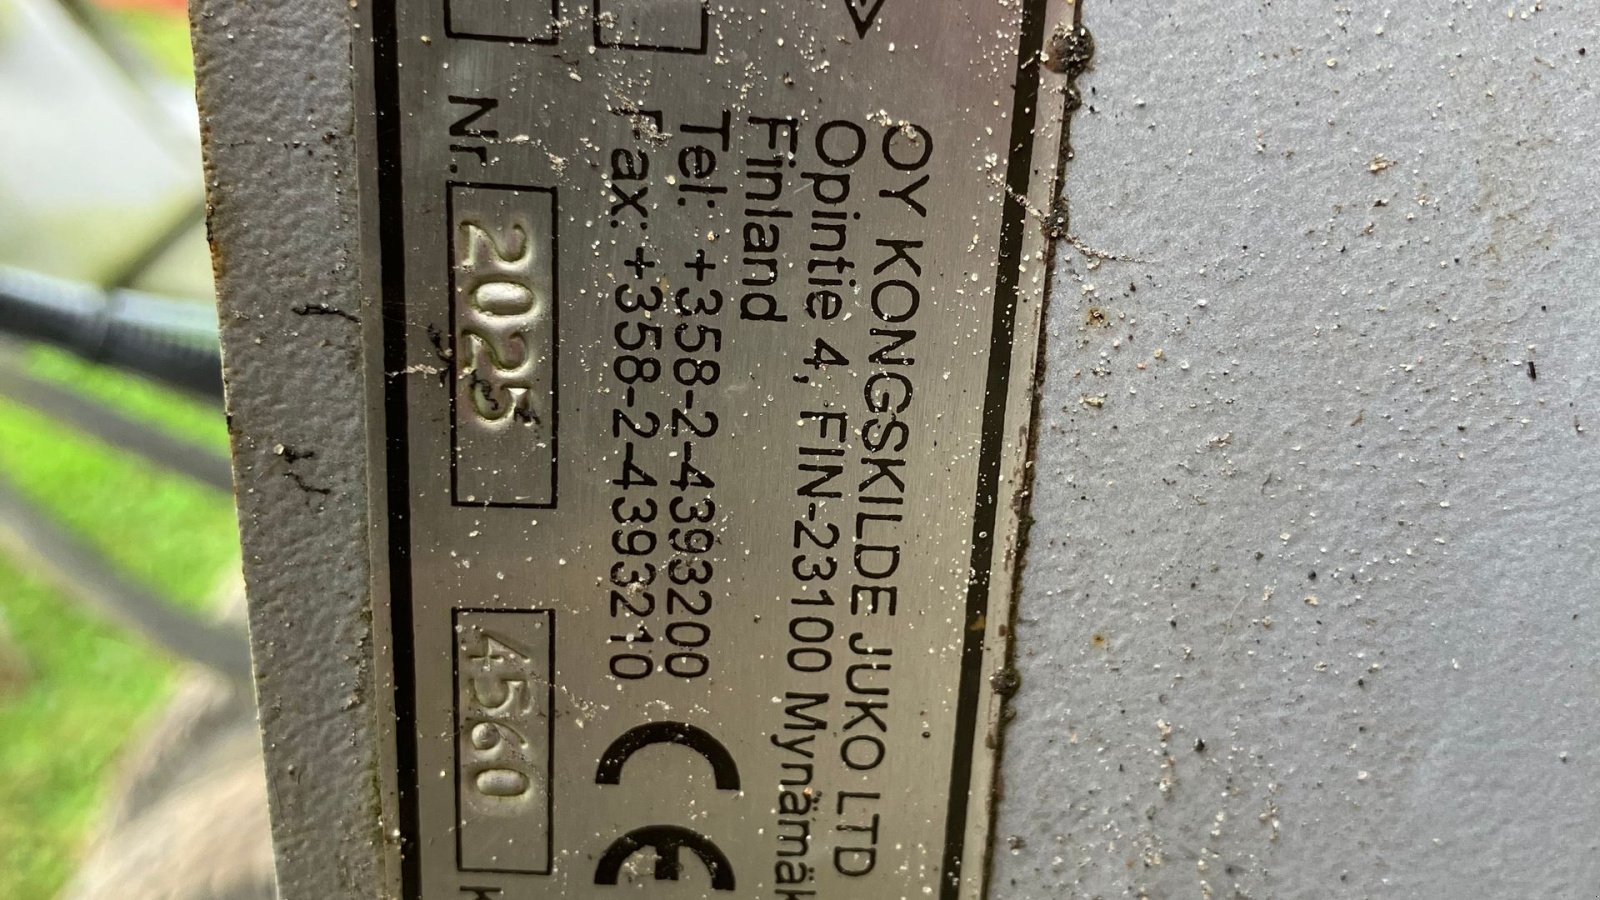 OY KONGSKILDE JUKO LTD
Opintie 4, FIN-23100 Mynämäk
Finland
Tel: +358-2-4393200
Fax: +358-2-4393210
CE
Nr. 2025 4560 K